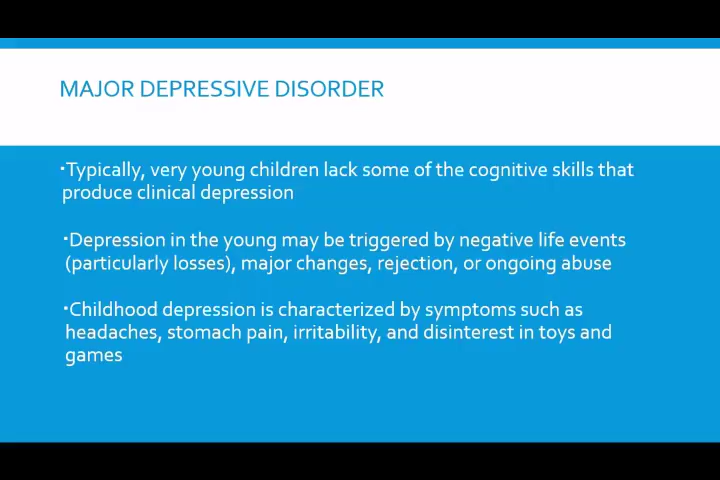 MAJOR DEPRESSIVE DISORDER
▪Typically, very young children lack some of the cognitive skills that
produce clinical depression
▪Depression in the young may be triggered by negative life events
(particularly losses), major changes, rejection, or ongoing abuse
▪Childhood depression is characterized by symptoms such as
headaches, stomach pain, irritability, and disinterest in toys and
games